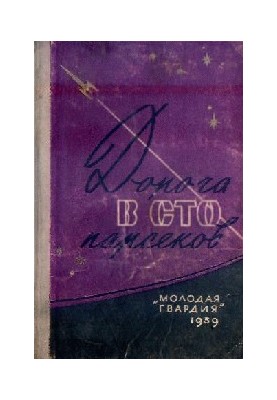 Дорога
В СТО
парсеков
„МОЛОДАЯ
ГВАРДИЯ“
1959